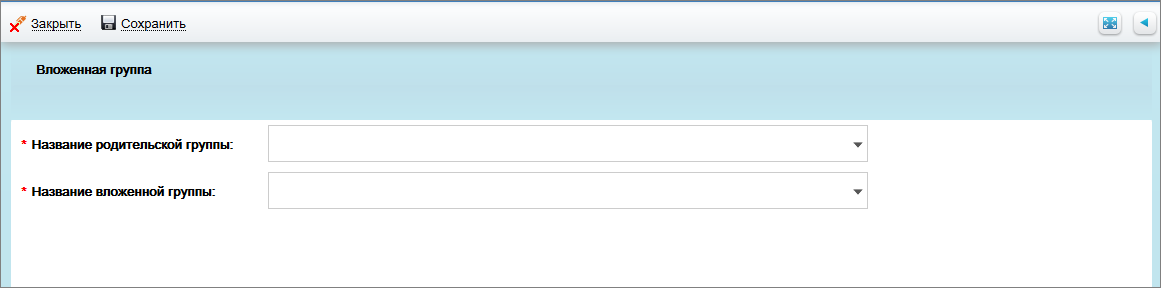 Закрыть Сохранить
Вложенная группа
* Название родительской группы:
* Название вложенной группы: